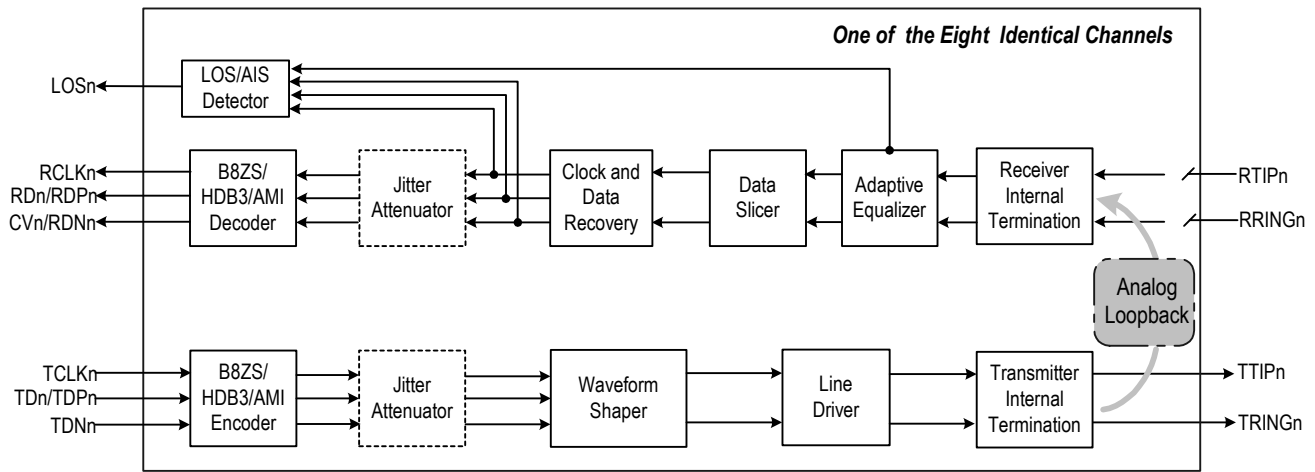 One of the Eight Identical Channels
LOSn
LOS/AIS
Detector
RCLKn
RDn/RDPn
CVn/RDNn
B8ZS/
HDB3/AMI
Decoder
Jitter
Attenuator
Clock and
Data
Recovery
Data
Slicer
Adaptive
Equalizer
Receiver
Internal
Termination
RTIPn
RRINGn
Analog
Loopback
TCLKn
TDn/TDPn
TDNn
B8ZS/
HDB3/AMI
Encoder
Jitter
Attenuator
Waveform
Shaper
Line
Driver
Transmitter
Internal
Termination
TTIPn
TRINGn